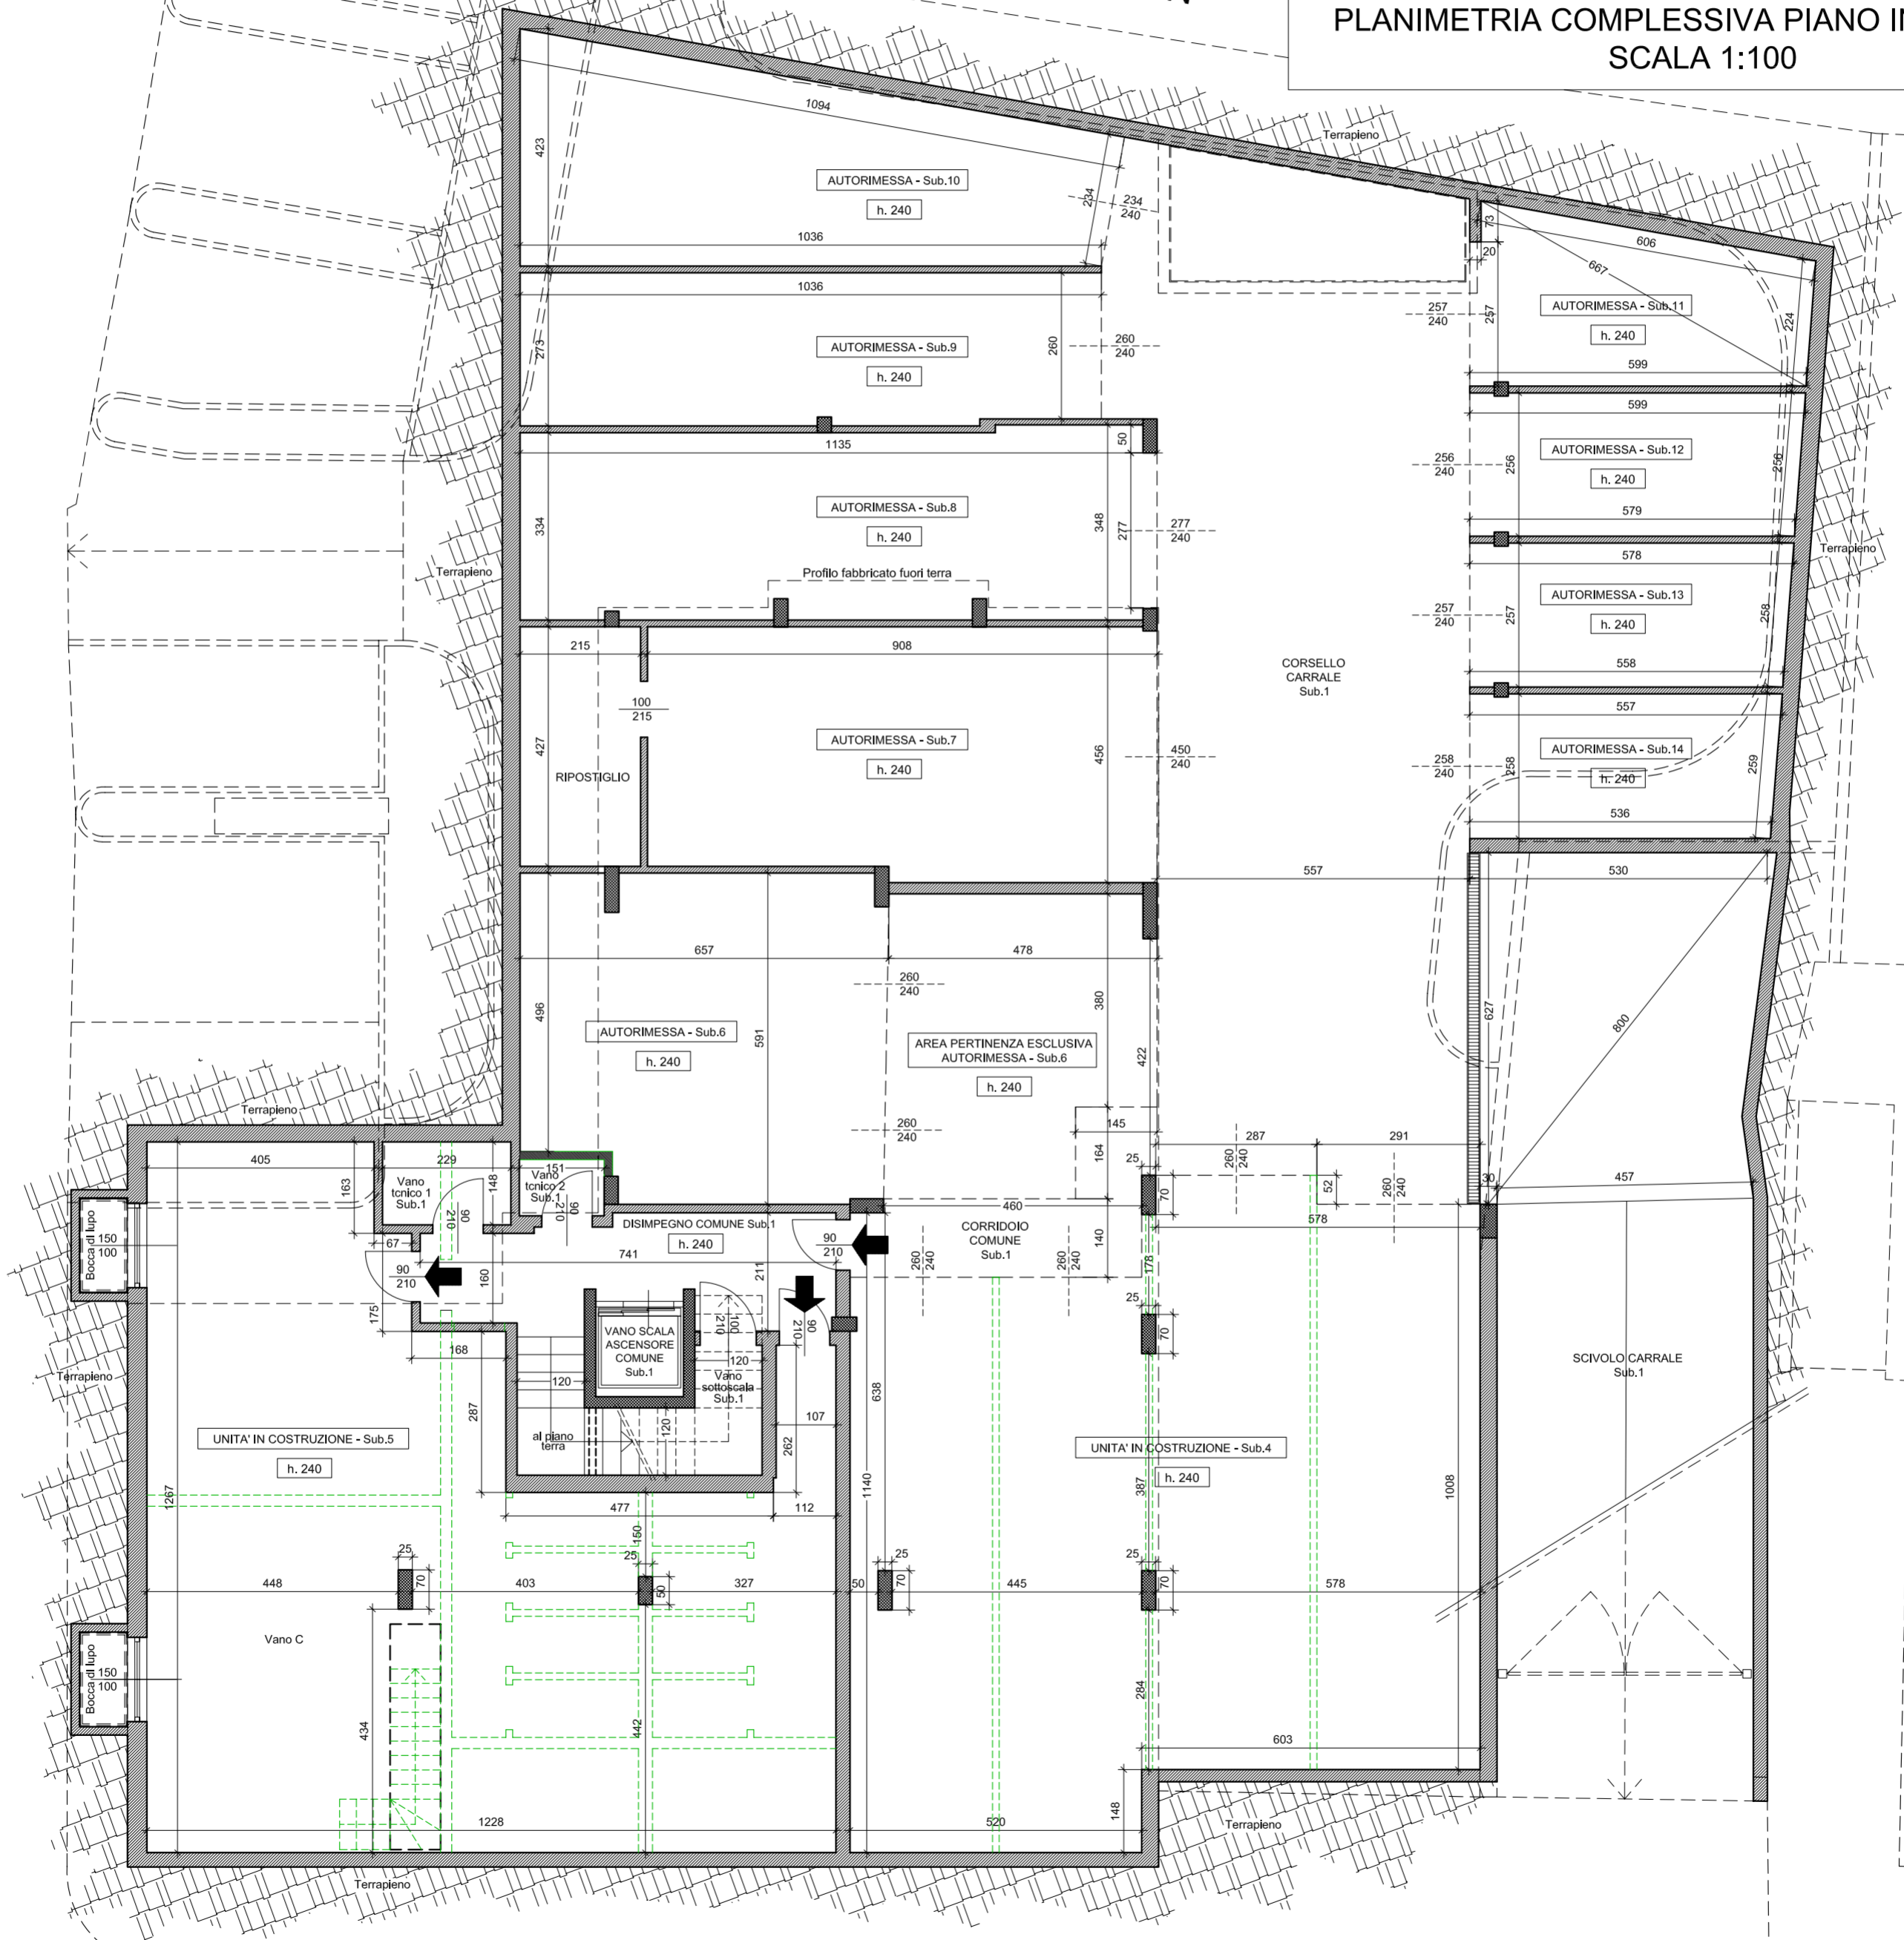 PLANIMETRIA COMPLESSIVA PIANO
SCALA 1:100
1094
Terrapieno
423
AUTORIMESSA - Sub.10
h. 240
234
234
240
1036
73
20
606
667
1036
257
240
257
AUTORIMESSA - Sub.11
h. 240
224
273
AUTORIMESSA - Sub.9
h. 240
260
260
240
599
599
1135
50
256
240
256
AUTORIMESSA - Sub.12
h. 240
256
334
AUTORIMESSA - Sub.8
h. 240
348
277
277
240
579
578
Terrapieno
Terrapieno
Profilo fabbricato fuori terra
257
240
257
AUTORIMESSA - Sub.13
h. 240
258
215
908
CORSELLO
CARRALE
Sub.1
558
557
100
215
427
RIPOSTIGLIO
AUTORIMESSA - Sub.7
h. 240
456
450
240
258
240
258
AUTORIMESSA - Sub.14
h. 240
259
536
557
530
657
478
260
240
496
591
380
627
800
AUTORIMESSA - Sub.6
h. 240
AREA PERTINENZA ESCLUSIVA
AUTORIMESSA - Sub.6
h. 240
422
Terrapieno
260
240
145
164
287
291
260
240
260
240
405
229
151
163
148
Vano
tcnico 1
Sub.1
Vano
tcnico 2
Sub.1
90
210
90
210
25
70
52
30
457
DISIMPEGNO COMUNE Sub.1
h. 240
460
CORRIDOIO
COMUNE
Sub.1
578
140
67
741
90
210
260
240
260
240
178
Bocca di lupo
150
100
90
210
160
175
211
25
70
VANO SCALA
ASCENSORE
COMUNE
Sub.1
100
210
90
210
168
120
120
Vano
sottoscala
Sub.1
Terrapieno
SCIVOLO CARRALE
Sub.1
287
638
107
120
262
al piano
terra
UNITA' IN COSTRUZIONE - Sub.5
h. 240
UNITA' IN COSTRUZIONE - Sub.4
h. 240
1267
1140
387
1008
477
112
150
25
25
25
25
448
70
403
50
327
50
70
445
70
578
Vano C
Bocca di lupo
150
100
434
442
284
603
148
1228
520
Terrapieno
Terrapieno